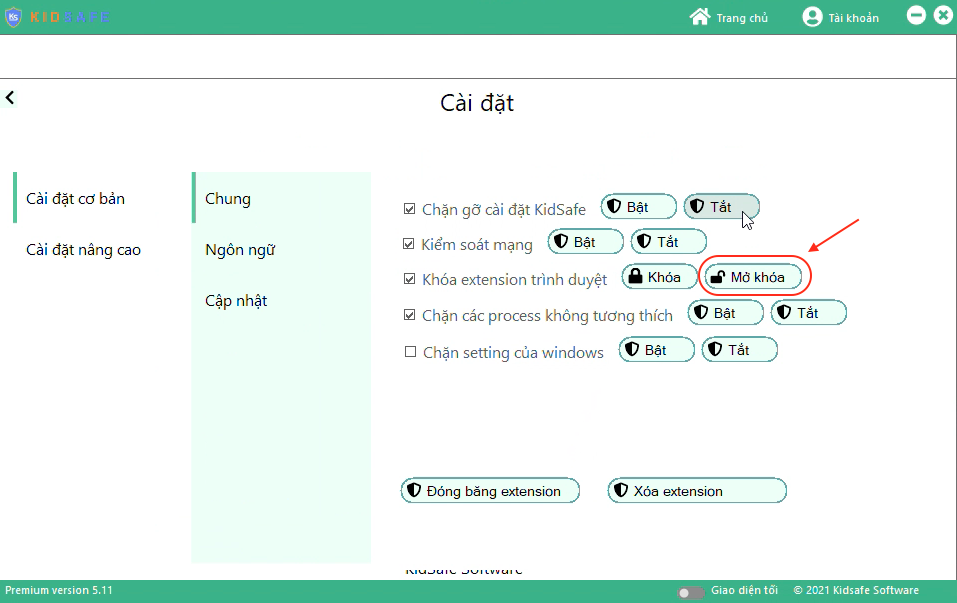 Ks KIDSAFE Trang chủ Tài khoản
Cài đặt
Cài đặt cơ bản
Cài đặt nâng cao
Chung
Ngôn ngữ
Cập nhật
Chặn gỡ cài đặt KidSafe Bật Tắt
Kiểm soát mạng Bật Tắt
Khóa extension trình duyệt Khóa Mở khóa
Chặn các process không tương thích Bật Tắt
Chặn setting của windows Bật Tắt
Đóng băng extension Xóa extension
KidSafe Software
Premium version 5.11 Giao diện tối © 2021 Kidsafe Software